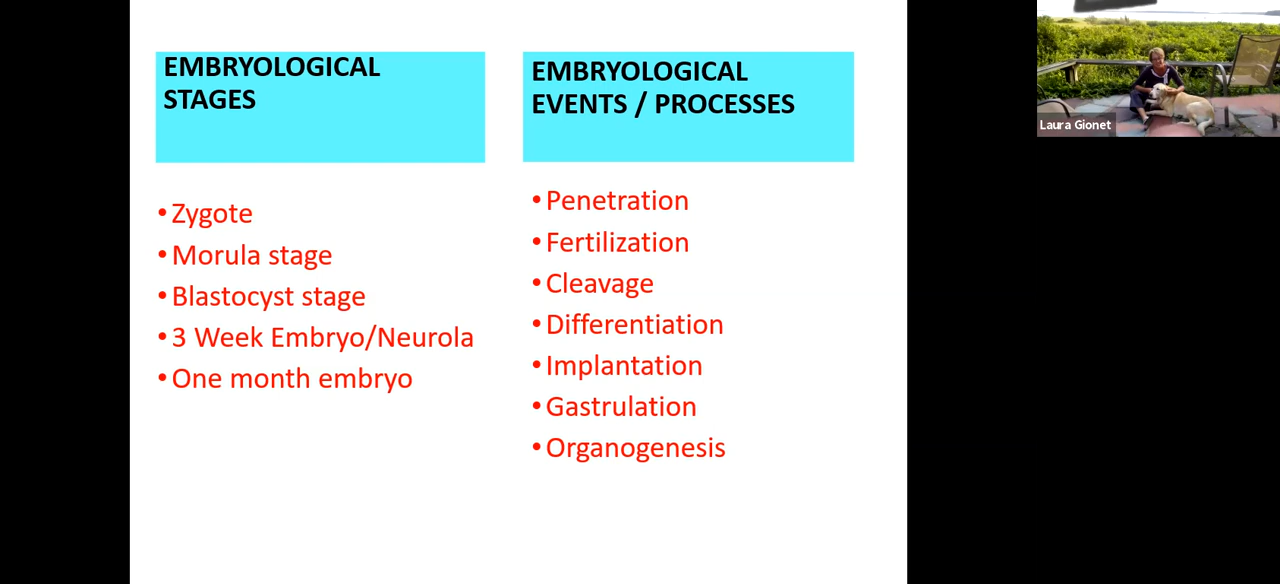 EMBRYOLOGICAL
STAGES
• Zygote
• Morula stage
• Blastocyst stage
• 3 Week Embryo/Neurola
• One month embryo
EMBRYOLOGICAL
EVENTS / PROCESSES
• Penetration
• Fertilization
• Cleavage
• Differentiation
• Implantation
• Gastrulation
• Organogenesis
Laura Gionet